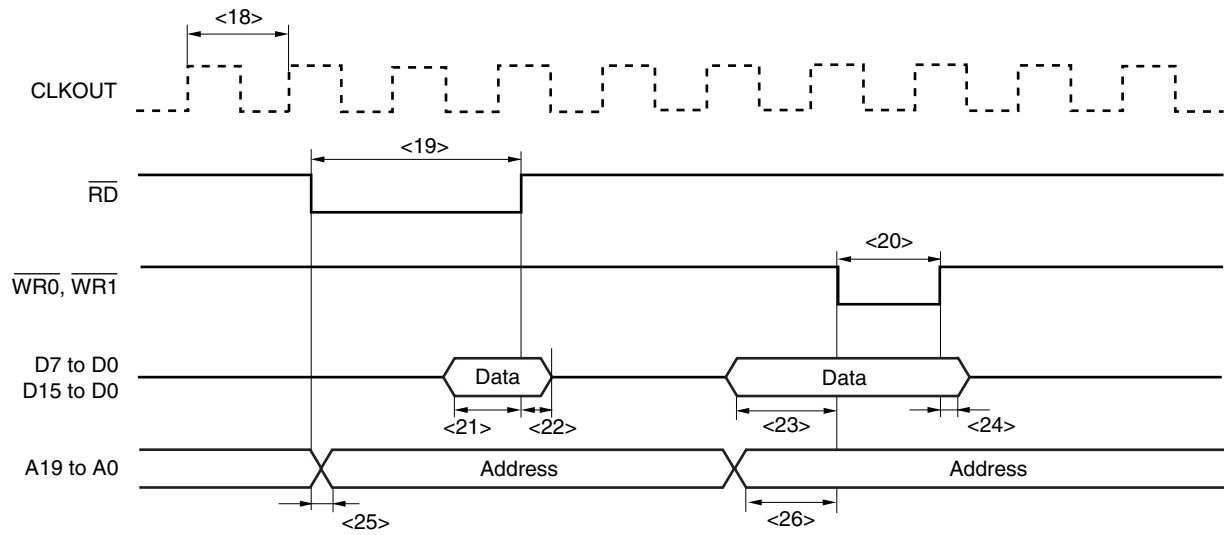 <18>
CLKOUT
<19>
RD
<20>
WR0, WR1
D7 to D0
D15 to D0
Data
Data
<21>
<22>
<23>
<24>
A19 to A0
Address
Address
<25>
<26>